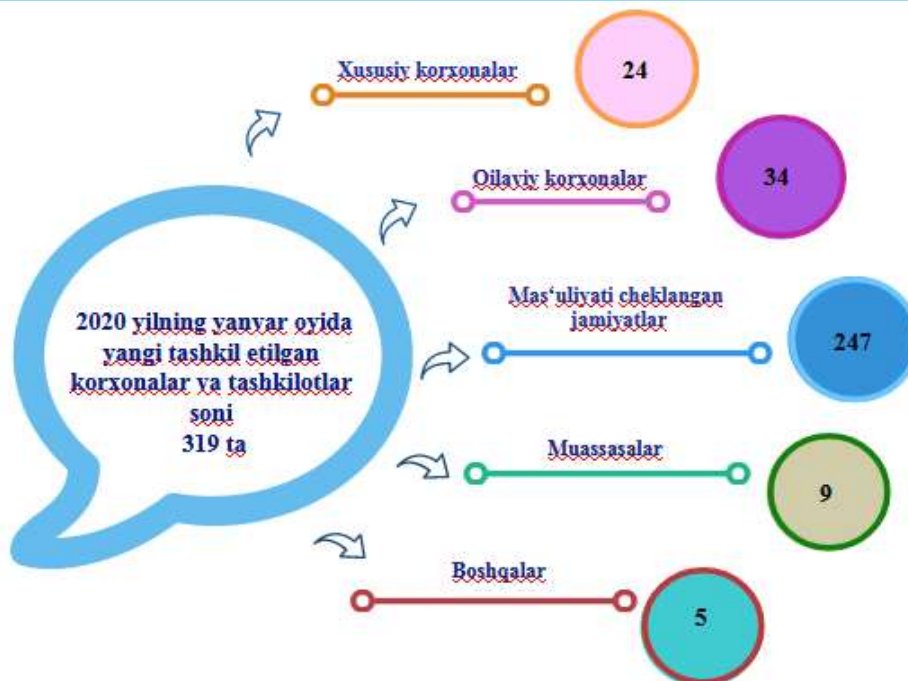 Xususiy korxonalar
24
Oilaviy korxonalar
34
Mas‘uliyati cheklangan
jamiyatlar
247
2020 yilning yanvar oyida
yangi tashkil etilgan
korxonalar va tashkilotlar
soni
319 ta
Muassasalar
9
Boshqalar
5